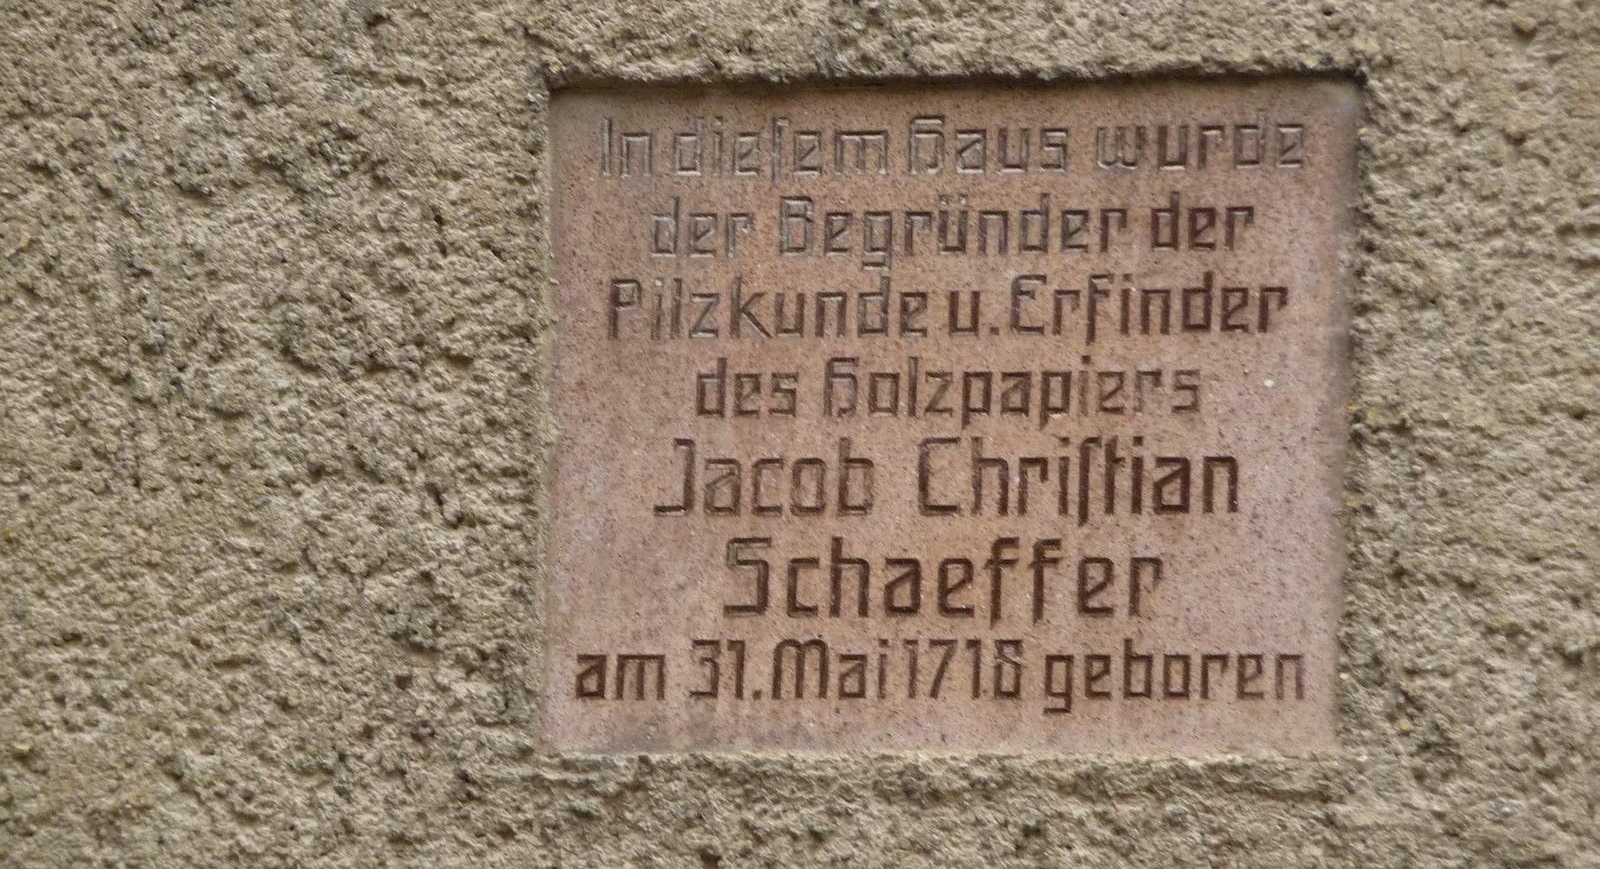 In dieſem Haus wurde
der Begründer der
Pilzkunde u. Erfinder
des Holzpapiers
Jacob Chriſtian
Schaeffer
am 31. Mai 1718 geboren